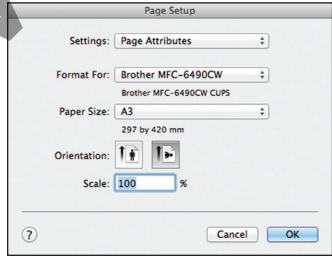 Page Setup
Settings: Page Attributes
Format For: Brother MFC-6490CW
Brother MFC-6490CW CUPS
Paper Size: A3
297 by 420 mm
Orientation:
Scale: 100 %
? Cancel OK